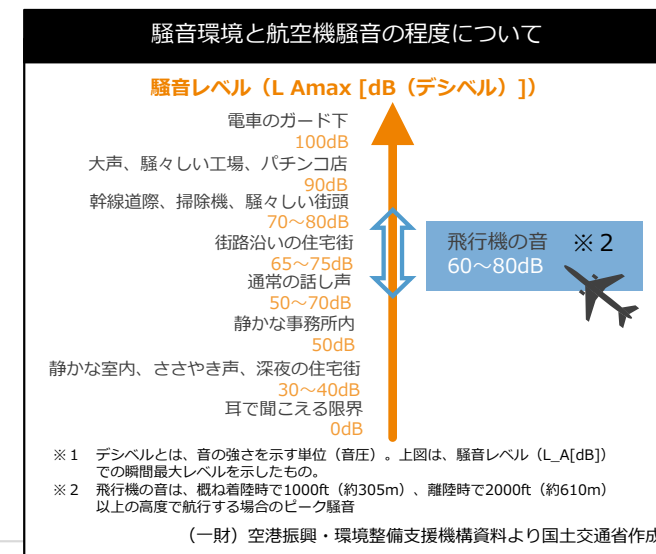 騒音環境と航空機騒音の程度について
騒音レベル（L Amax [dB（デシベル）])
電車のガード下
100dB
大声、騒々しい工場、パチンコ店
90dB
幹線道際、掃除機、騒々しい街頭
70～80dB
街路沿いの住宅街
65～75dB
通常の話し声
50～70dB
静かな事務所内
50dB
静かな室内、ささやき声、深夜の住宅街
30～40dB
耳で聞こえる限界
0dB
飛行機の音　※２
60～80dB
※１　デシベルとは、音の強さを示す単位（音圧）。上図は、騒音レベル（L_A[dB]）
での瞬間最大レベルを示したもの。
※２　飛行機の音は、概ね着陸時で1000ft（約305m）、離陸時で2000ft（約610m）
以上の高度で航行する場合のピーク騒音
（一財）空港振興・環境整備支援機構資料より国土交通省作成